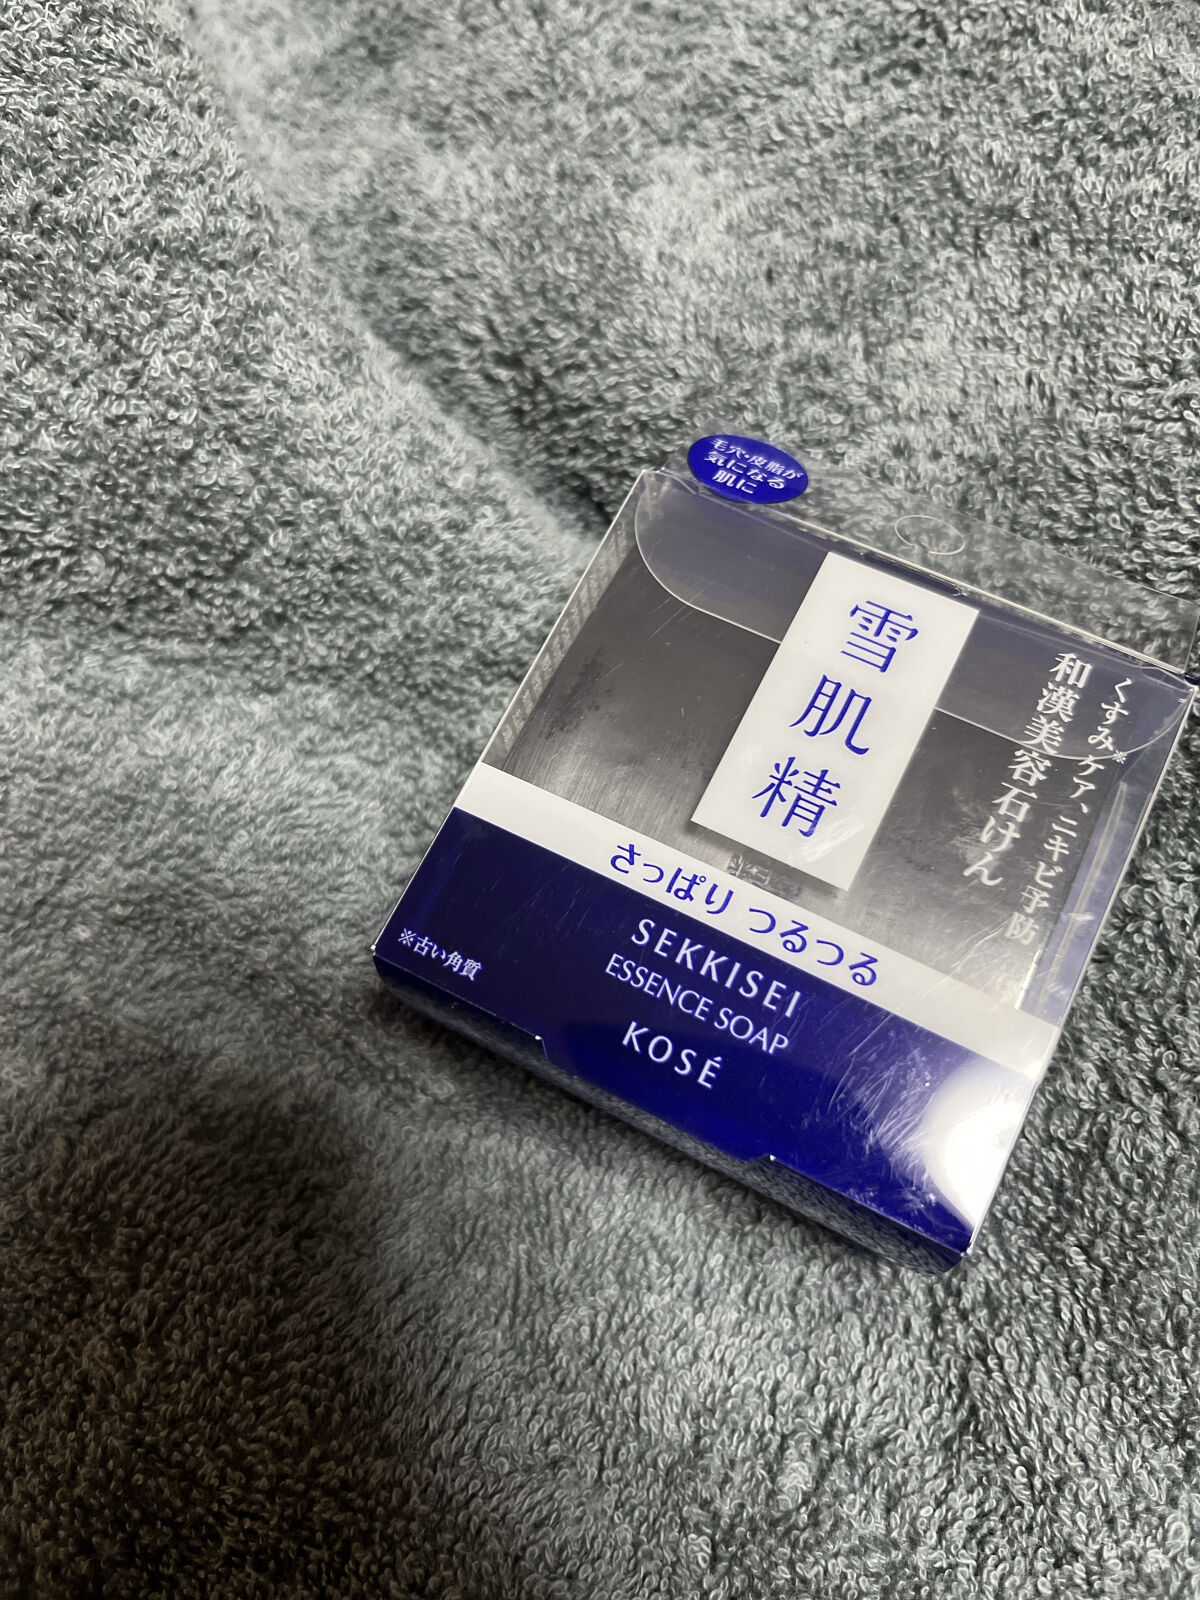 毛穴・皮脂が
気になる
肌に
くすみ※ケア、ニキビ予防
和漢美容石けん
雪肌精
さっぱり つるつる
SEKKISEI
ESSENCE SOAP
KOSÉ
※古い角質